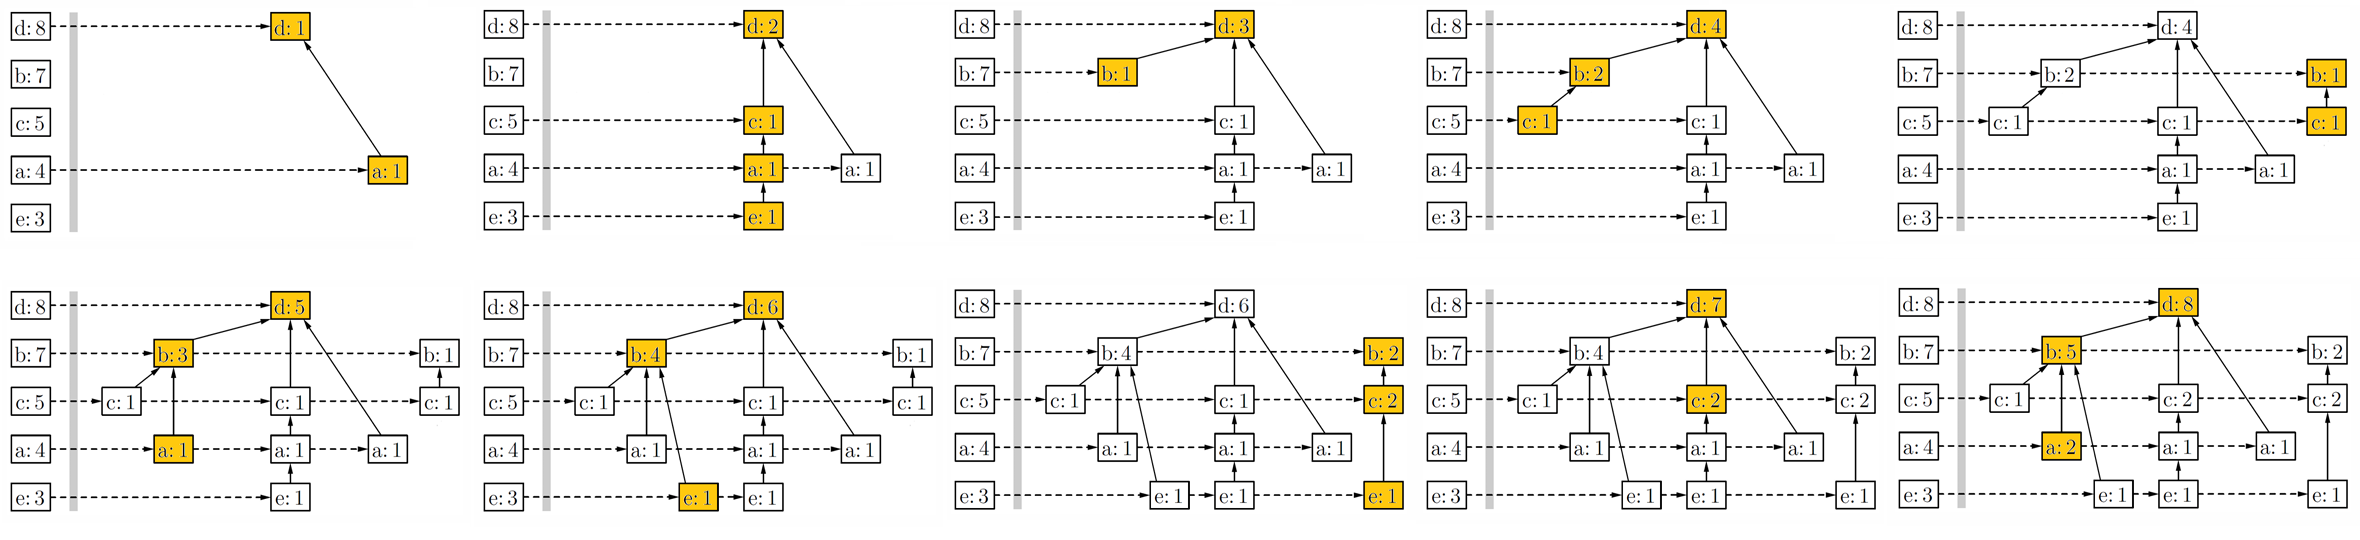 d: 8 d: 1
b: 7
c: 5
a: 4 a: 1
e: 3
d: 8 d: 2
b: 7
c: 5 c: 1
a: 4 a: 1 a: 1
e: 3 e: 1
d: 8 d: 3
b: 7 b: 1
c: 5 c: 1
a: 4 a: 1 a: 1
e: 3 e: 1
d: 8 d: 4
b: 7 b: 2
c: 5 c: 1 c: 1
a: 4 a: 1 a: 1
e: 3 e: 1
d: 8 d: 4
b: 7 b: 2 b: 1
c: 5 c: 1 c: 1 c: 1
a: 4 a: 1 a: 1
e: 3 e: 1
d: 8 d: 5
b: 7 b: 3 b: 1
c: 5 c: 1 c: 1 c: 1
a: 4 a: 1 a: 1 a: 1
e: 3 e: 1
d: 8 d: 6
b: 7 b: 4 b: 1
c: 5 c: 1 c: 1 c: 1
a: 4 a: 1 a: 1 a: 1
e: 3 e: 1 e: 1
d: 8 d: 6
b: 7 b: 4 b: 2
c: 5 c: 1 c: 1 c: 2
a: 4 a: 1 a: 1 a: 1
e: 3 e: 1 e: 1 e: 1
d: 8 d: 7
b: 7 b: 4 b: 2
c: 5 c: 1 c: 2 c: 2
a: 4 a: 1 a: 1 a: 1
e: 3 e: 1 e: 1 e: 1
d: 8 d: 8
b: 7 b: 5 b: 2
c: 5 c: 1 c: 2 c: 2
a: 4 a: 2 a: 1 a: 1
e: 3 e: 1 e: 1 e: 1